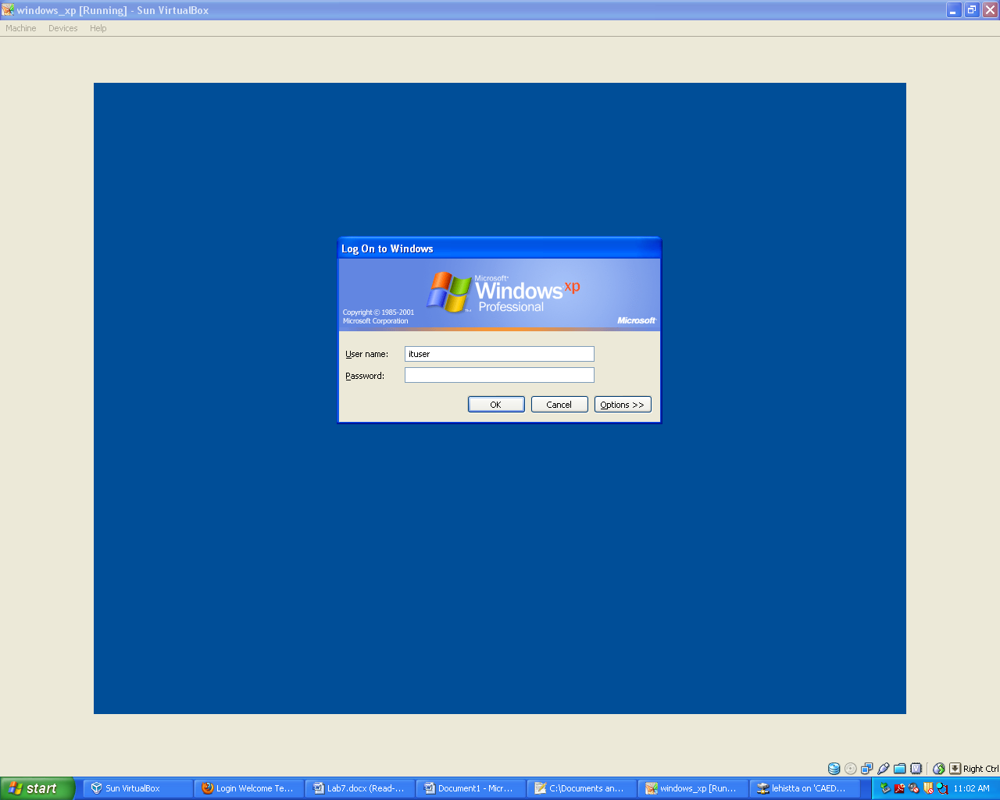 windows_xp [Running] - Sun VirtualBox
Machine Devices Help
Log On to Windows
Microsoft®
Windows xp
Professional
Copyright © 1985-2001
Microsoft Corporation
Microsoft
User name: ituser
Password:
OK Cancel Options >>
Right Ctrl
start Sun VirtualBox Login Welcome Te... Lab7.docx (Read-... Document1 - Micr... C:\Documents an... windows_xp [Run... lehistta on 'CAED... 11:02 AM